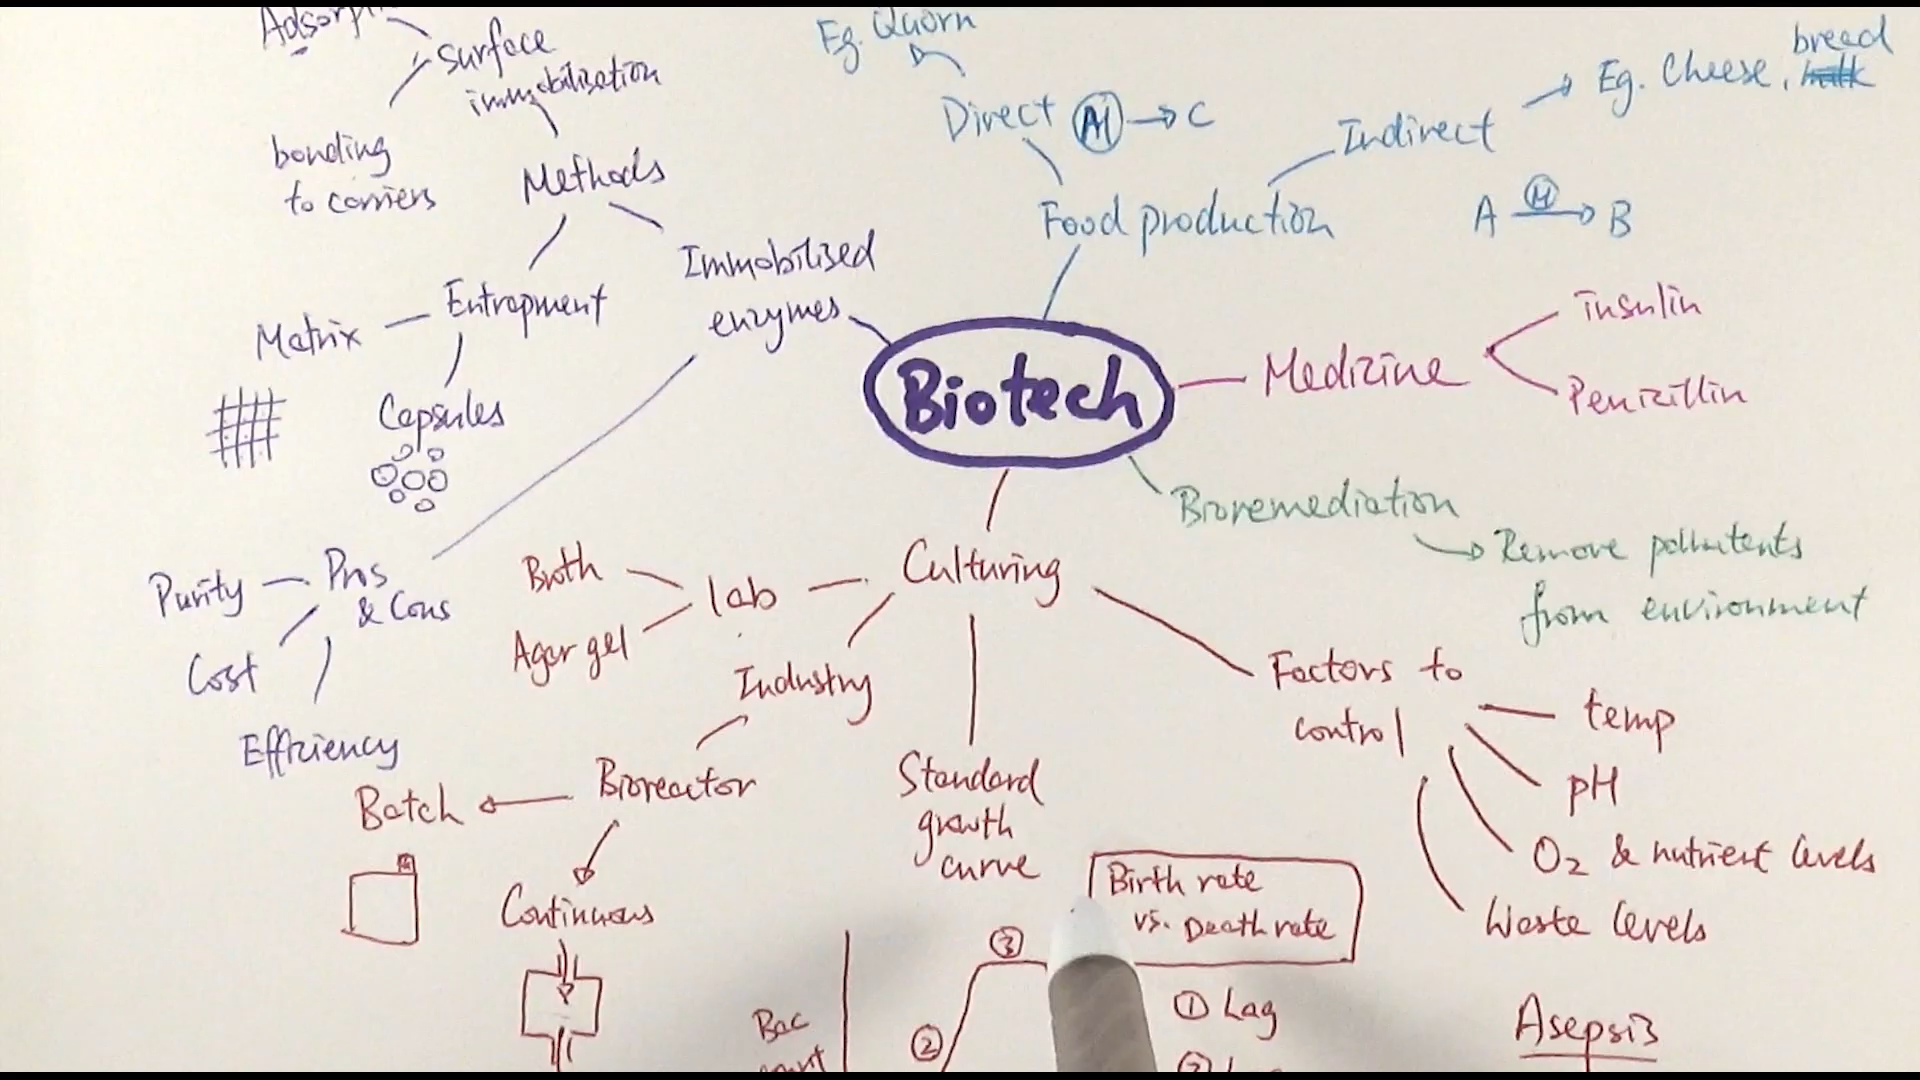 Surface
immobilisation
bonding
to carriers
Methods
Entrapment
Matrix
Capsules
Immobilised
enzymes
Pros
& Cons
Purity
Cost
Efficiency
Eg. Quorn
Direct M → C
Food production
Indirect
Eg. Cheese, bread
A M → B
Biotech
Medicine
insulin
Penicillin
Bioremediation
Remove pollutents
from environment
Culturing
lab
Broth
Agar gel
Industry
Bioreactor
Batch
Continuous
Standard
growth
curve
Birth rate
vs. Death rate
Factors to
control
temp
pH
O2 & nutrient levels
Waste levels
③
②
① Lag
Bac
Asepsis